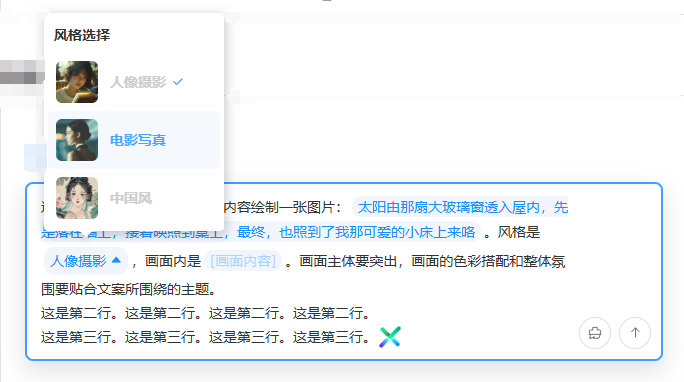 风格选择
人像摄影
电影写真
中国风
内容绘制一张图片： 太阳由那扇大玻璃窗透入屋内，先
是落在墙上，接着映照到桌上，最终，也照到了我那可爱的小床上来咯 。风格是
人像摄影 ，画面内是 [画面内容] 。画面主体要突出，画面的色彩搭配和整体氛
围要贴合文案所围绕的主题。
这是第二行。这是第二行。这是第二行。这是第二行。
这是第三行。这是第三行。这是第三行。这是第三行。